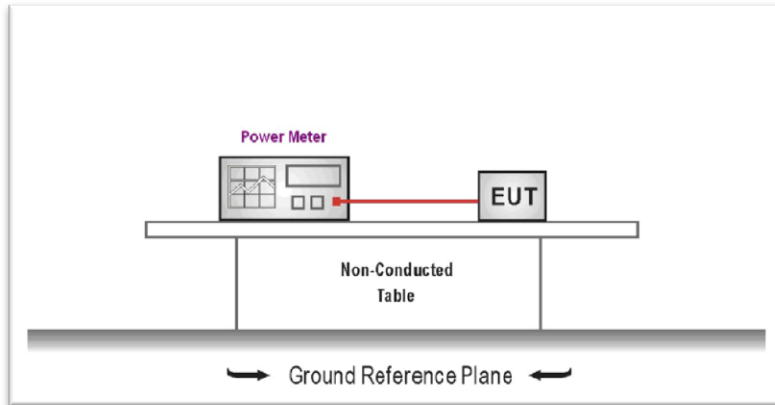 Power Meter
EUT
Non-Conducted
Table
Ground Reference Plane